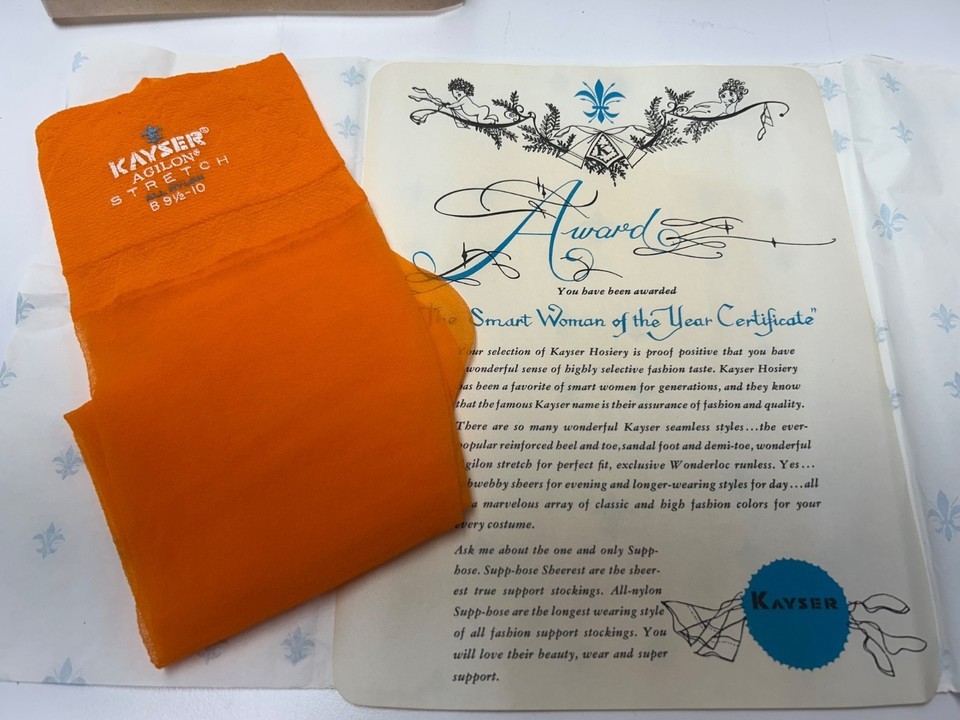 KAYSER®
AGILON®
STRETCH
ALL NYLON
B 9½-10
KJ
Award
You have been awarded
The "Smart Woman of the Year Certificate"
Your selection of Kayser Hosiery is proof positive that you have
wonderful sense of highly selective fashion taste. Kayser Hosiery
has been a favorite of smart women for generations, and they know
that the famous Kayser name is their assurance of fashion and quality.
There are so many wonderful Kayser seamless styles...the ever-
popular reinforced heel and toe, sandal foot and demi-toe, wonderful
Agilon stretch for perfect fit, exclusive Wonderloc runless. Yes...
cobwebby sheers for evening and longer-wearing styles for day...all
a marvelous array of classic and high fashion colors for your
every costume.
Ask me about the one and only Supp-
hose. Supp-hose Sheerest are the sheer-
est true support stockings. All-nylon
Supp-hose are the longest wearing style
of all fashion support stockings. You
will love their beauty, wear and super
support.
KAYSER